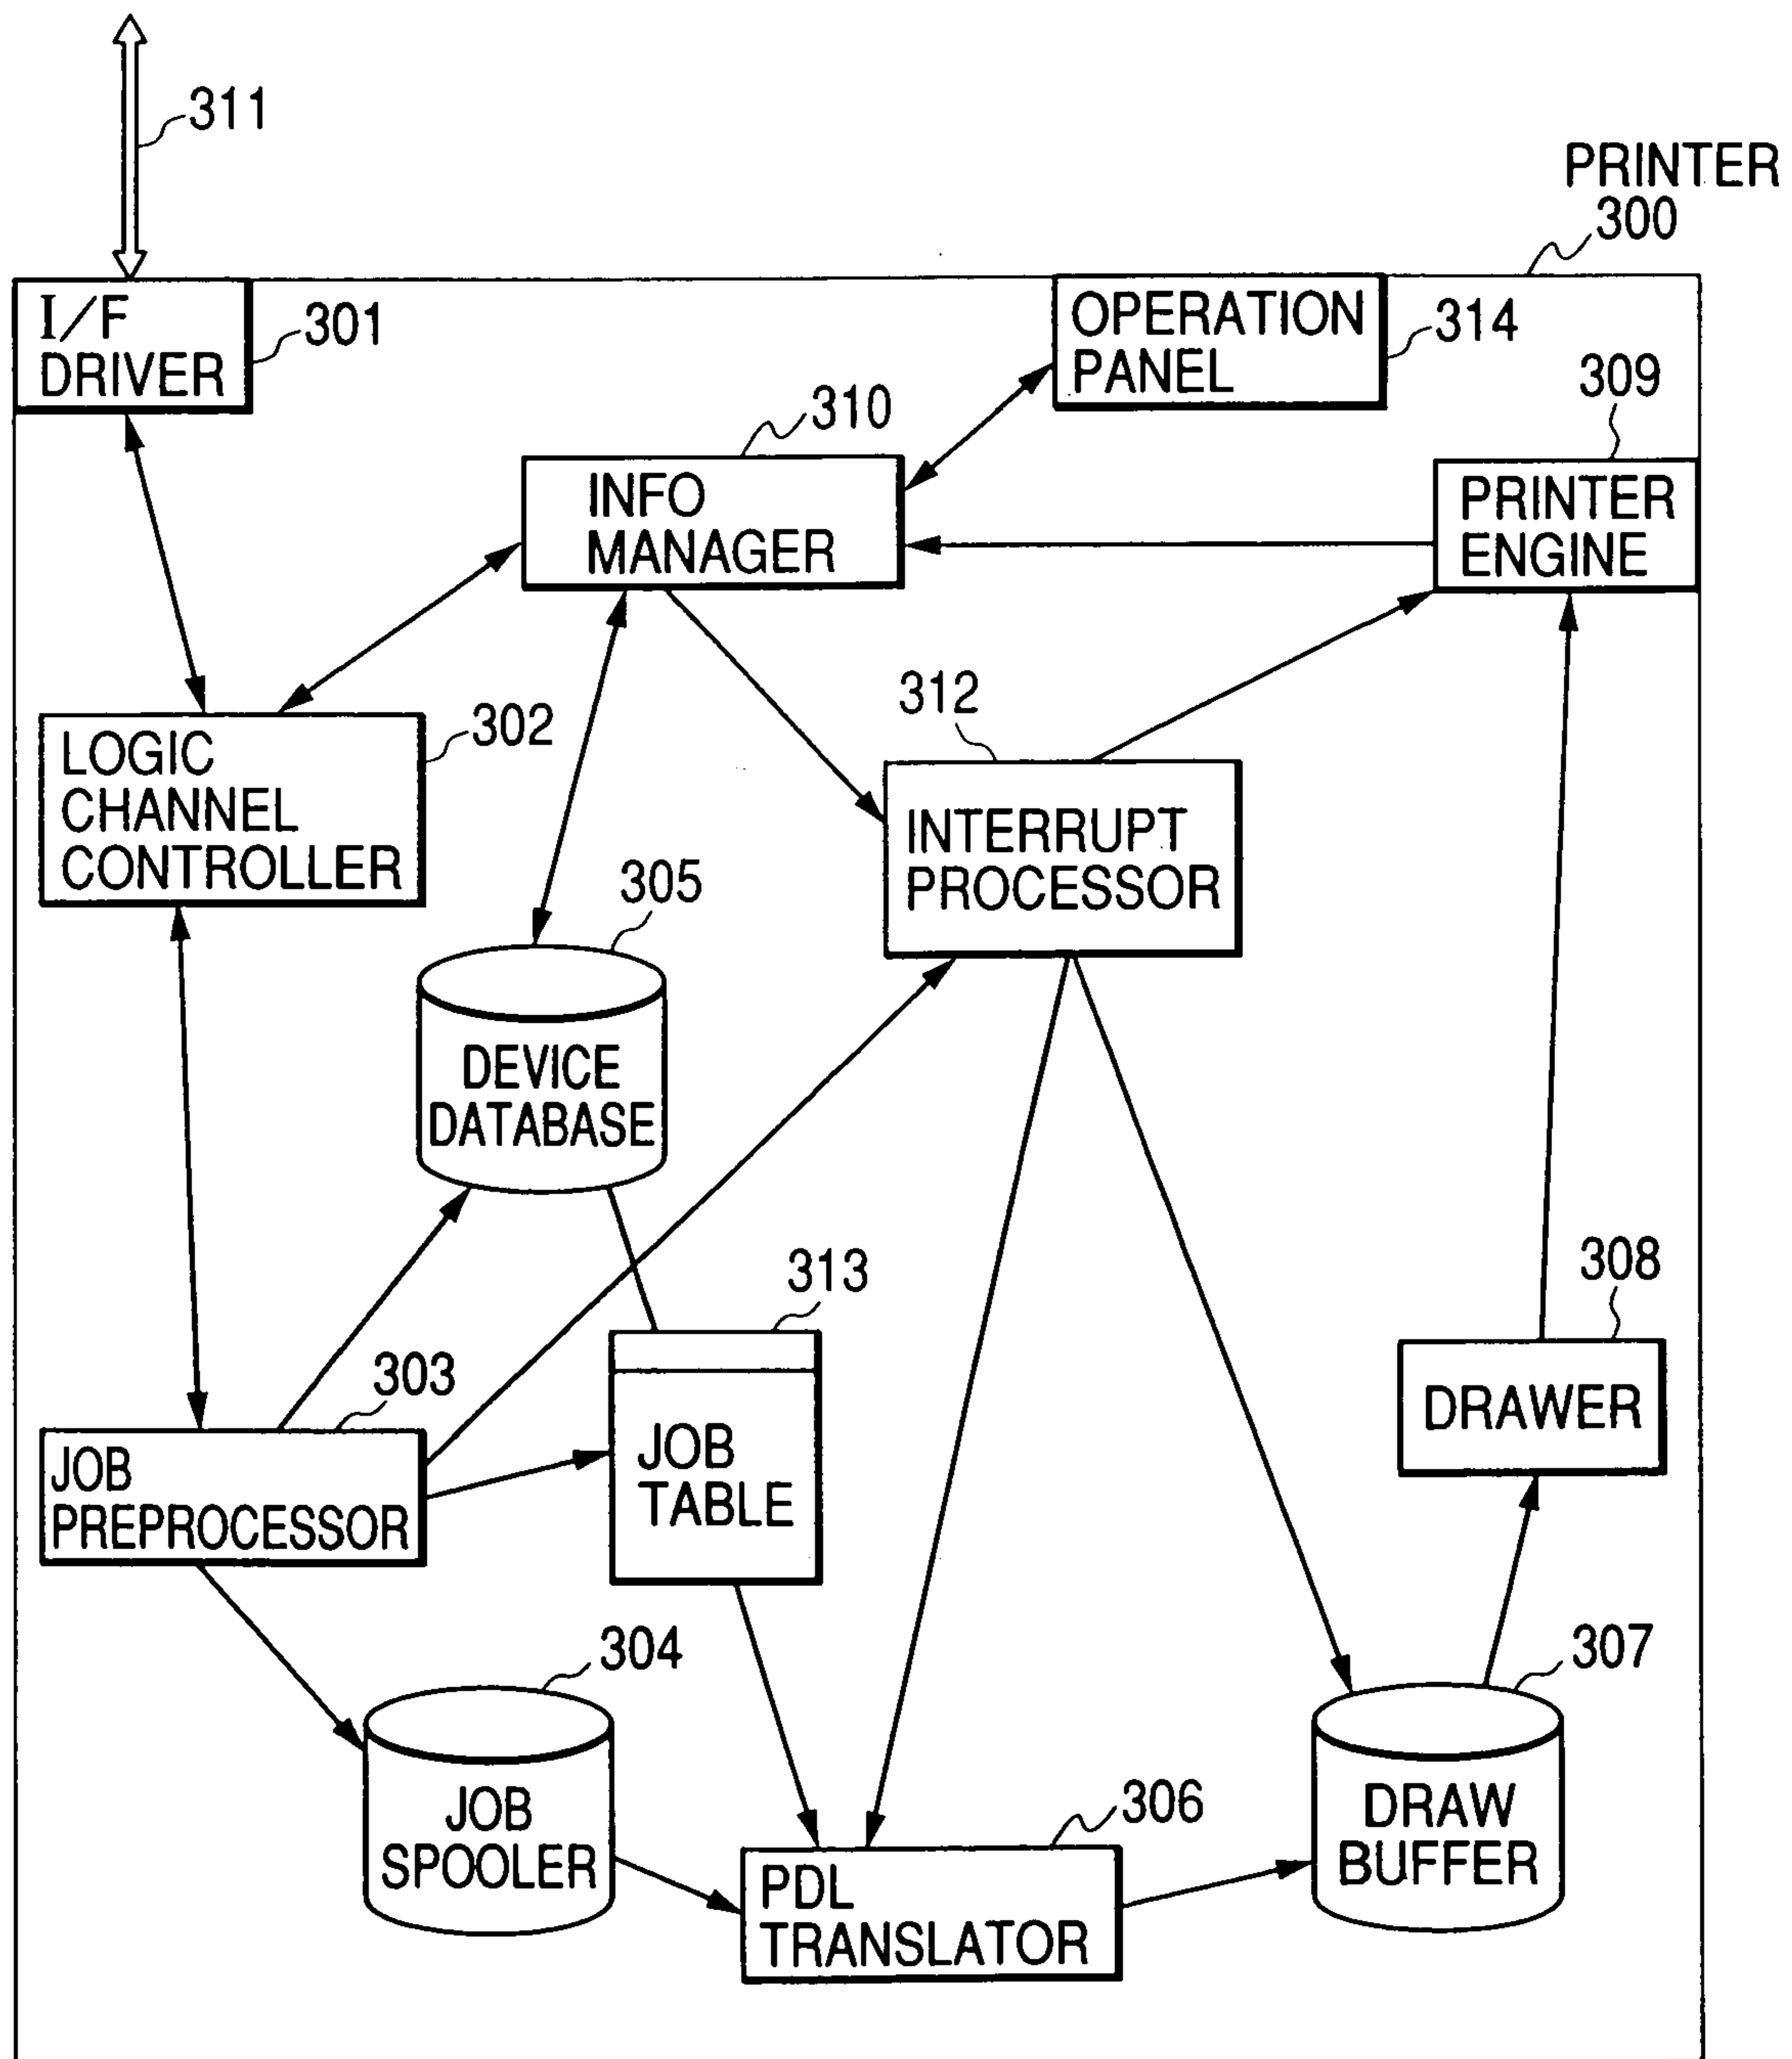 311
PRINTER
300
I/F
DRIVER
301
OPERATION
PANEL
314
309
310
INFO
MANAGER
PRINTER
ENGINE
302
LOGIC
CHANNEL
CONTROLLER
312
INTERRUPT
PROCESSOR
305
DEVICE
DATABASE
313
308
303
JOB
TABLE
DRAWER
JOB
PREPROCESSOR
304
307
JOB
SPOOLER
306
PDL
TRANSLATOR
DRAW
BUFFER